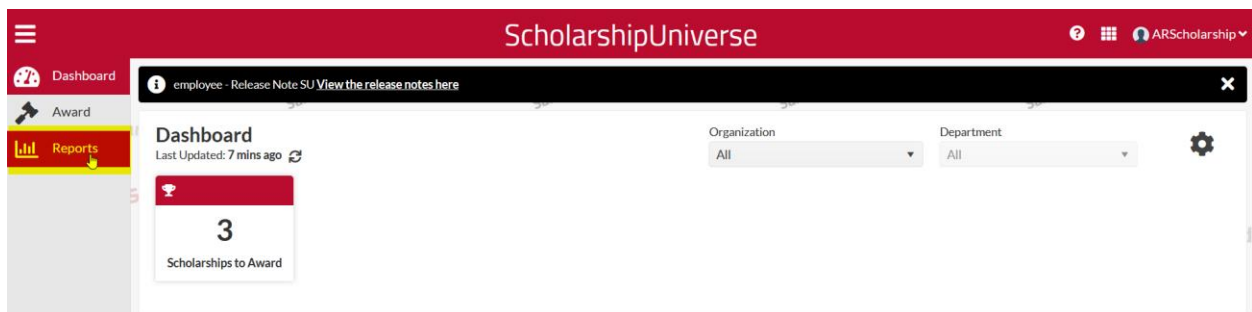 ScholarshipUniverse
ARScholarship
Dashboard
employee - Release Note SU View the release notes here
Award
Reports
Dashboard
Last Updated: 7 mins ago
Organization
All
Department
All
3
Scholarships to Award